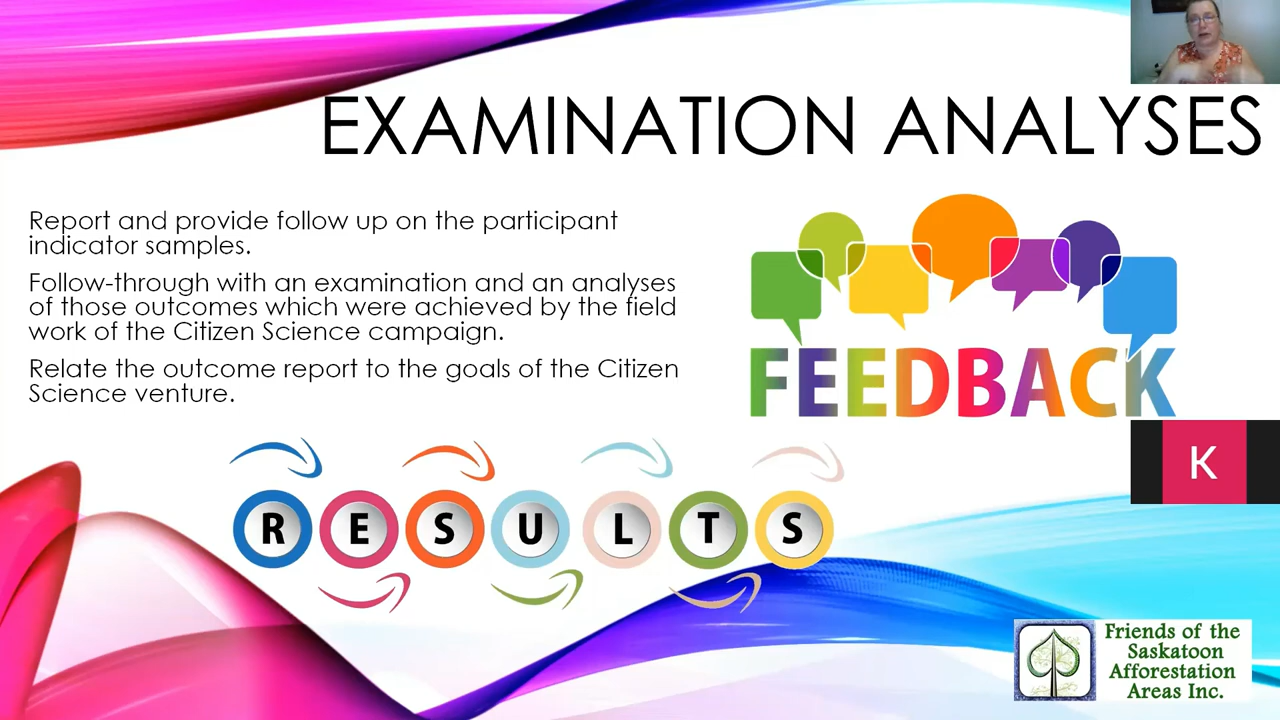 EXAMINATION ANALYSES
Report and provide follow up on the participant
indicator samples.
Follow-through with an examination and an analyses
of those outcomes which were achieved by the field
work of the Citizen Science campaign.
Relate the outcome report to the goals of the Citizen
Science venture.
FEEDBACK
K
RESULTS
Friends of the
Saskatoon
Afforestation
Areas Inc.